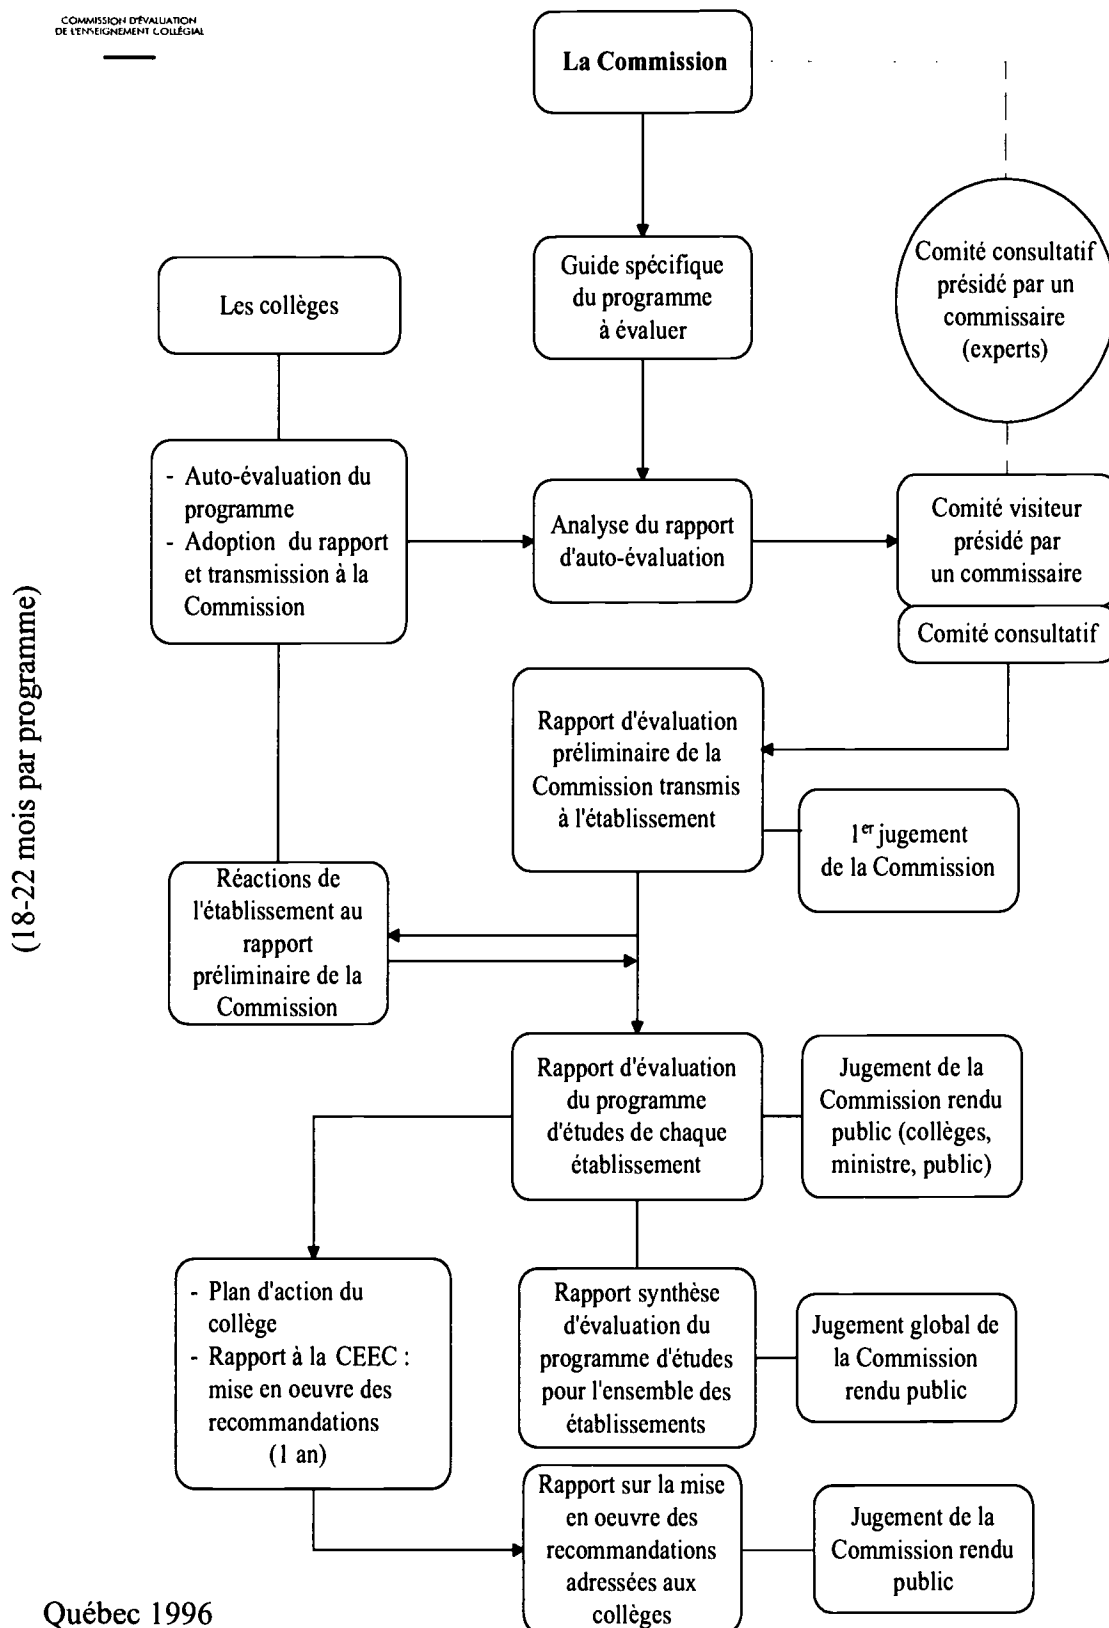 COMMISSION D'ÉVALUATION
DE L'ENSEIGNEMENT COLLÉGIAL
La Commission
Guide spécifique
du programme
à évaluer
Comité consultatif
présidé par un
commissaire
(experts)
Les collèges
- Auto-évaluation du
programme
- Adoption du rapport
et transmission à la
Commission
Analyse du rapport
d'auto-évaluation
Comité visiteur
présidé par
un commissaire
Comité consultatif
(18-22 mois par programme)
Rapport d'évaluation
préliminaire de la
Commission transmis
à l'établissement
1er jugement
de la Commission
Réactions de
l'établissement au
rapport
préliminaire de la
Commission
Rapport d'évaluation
du programme
d'études de chaque
établissement
Jugement de la
Commission rendu
public (collèges,
ministre, public)
- Plan d'action du
collège
- Rapport à la CEEC :
mise en oeuvre des
recommandations
(1 an)
Rapport synthèse
d'évaluation du
programme d'études
pour l'ensemble des
établissements
Jugement global de
la Commission
rendu public
Rapport sur la mise
en oeuvre des
recommandations
adressées aux
collèges
Jugement de la
Commission rendu
public
Québec 1996